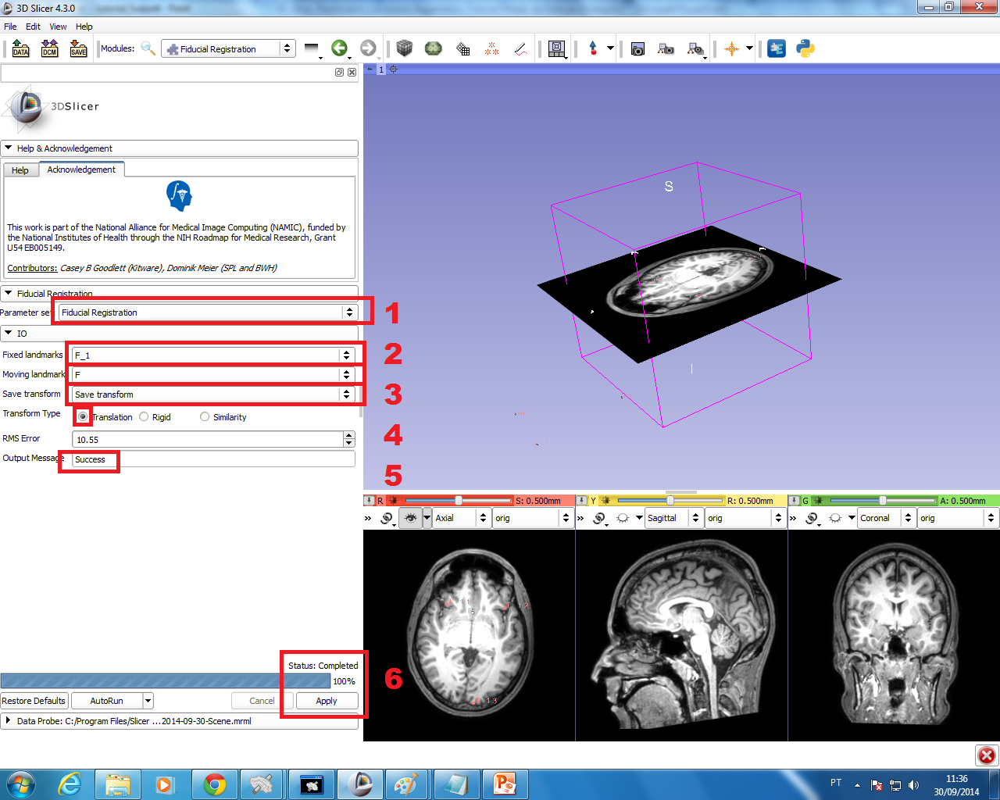 3D Slicer 4.3.0
File Edit View Help
DATA DCM SAVE Modules: Fiducial Registration
1
3DSlicer
Help & Acknowledgement
Help Acknowledgement
This work is part of the National Alliance for Medical Image Computing (NAMIC), funded by
the National Institutes of Health through the NIH Roadmap for Medical Research, Grant
U54 EB005149.
Contributors: Casey B Goodlett (Kitware), Dominik Meier (SPL and BWH)
Fiducial Registration
Parameter set: Fiducial Registration 1
IO
Fixed landmarks F_1 2
Moving landmark F
Save transform Save transform 3
Transform Type Translation Rigid Similarity
4
RMS Error 10.55
Output Message Success
5
S
I
R S: 0.500mm
Axial orig
Y R: 0.500mm
Sagittal orig
G A: 0.500mm
Coronal orig
Status: Completed
100% 6
Restore Defaults AutoRun Cancel Apply
Data Probe: C:/Program Files/Slicer ...2014-09-30-Scene.mrml
PT 11:36
30/09/2014